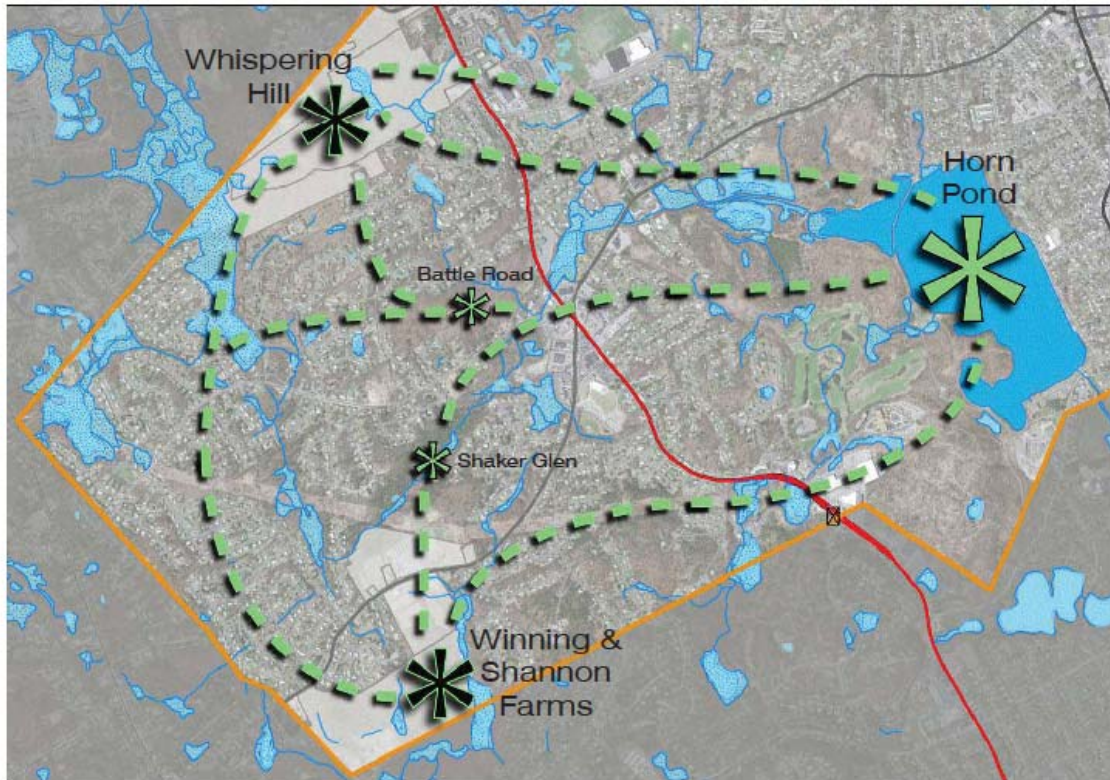 Whispering
Hill
Horn
Pond
Battle Road
Shaker Glen
Winning &
Shannon
Farms